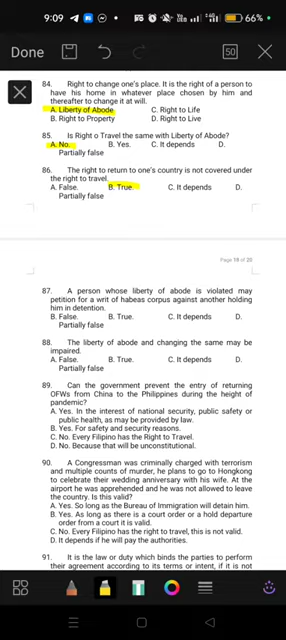 9:09
66%
Done
50
84. Right to change one's place. It is the right of a person to
have his home in whatever place chosen by him and
thereafter to change it at will.
A. Liberty of Abode C. Right to Life
B. Right to Property D. Right to Live
85. Is Right o Travel the same with Liberty of Abode?
A. No. B. Yes. C. It depends D.
Partially false
86. The right to return to one's country is not covered under
the right to travel.
A. False. B. True. C. It depends D.
Partially false
Page 18 of 20
87. A person whose liberty of abode is violated may
petition for a writ of habeas corpus against another holding
him in detention.
B. False. B. True. C. It depends D.
Partially false
88. The liberty of abode and changing the same may be
impaired.
A. False. B. True. C. It depends D.
Partially false
89. Can the government prevent the entry of returning
OFWs from China to the Philippines during the height of
pandemic?
A. Yes. In the interest of national security, public safety or
public health, as may be provided by law.
B. Yes. For safety and security reasons.
C. No. Every Filipino has the Right to Travel.
D. No. Because that will be unconstitutional.
90. A Congressman was criminally charged with terrorism
and multiple counts of murder, he plans to go to Hongkong
to celebrate their wedding anniversary with his wife. At
the airport he was apprehended and he was not allowed to
leave the country. Is this valid?
A. Yes. So long as the Bureau of Immigration will detain him.
B. Yes. As long as there is a court order or a hold departure
order from a court it is valid.
C. No. Every Filipino has the right to travel, this is not valid.
D. It depends if he will pay the authorities.
91. It is the law or duty which binds the parties to perform
their agreement according to its terms or intent, if it is not